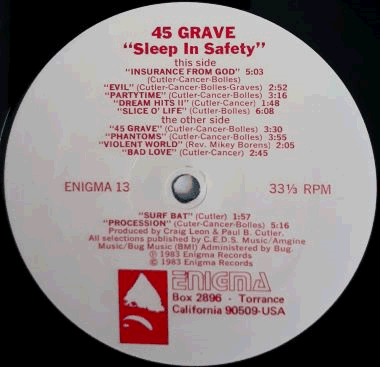 45 GRAVE
“Sleep In Safety”
this side
“INSURANCE FROM GOD” 5:03
(Cutler-Cancer-Bolles)
“EVIL” (Cutler-Cancer-Bolles-Graves) 2:52
“PARTYTIME” (Cutler-Cancer-Bolles) 3:16
“DREAM HITS II” (Cutler-Cancer) 1:48
“SLICE O' LIFE” (Cutler-Cancer-Bolles) 6:08
the other side
“45 GRAVE” (Cutler-Cancer-Bolles) 3:30
“PHANTOMS” (Cutler-Cancer-Bolles) 3:55
“VIOLENT WORLD” (Rev. Mikey Borens) 2:05
“BAD LOVE” (Cutler-Cancer) 2:45
ENIGMA 13
33⅓ RPM
“SURF BAT” (Cutler) 1:57
“PROCESSION” (Cutler-Cancer-Bolles) 5:16
Produced by Craig Leon & Paul B. Cutler.
All selections published by C.E.D.S. Music/Amgine
Music/Bug Music (BMI) Administered by Bug.
℗ 1983 Enigma Records
© 1983 Enigma Records
ENIGMA
Box 2896 · Torrance
California 90509-USA